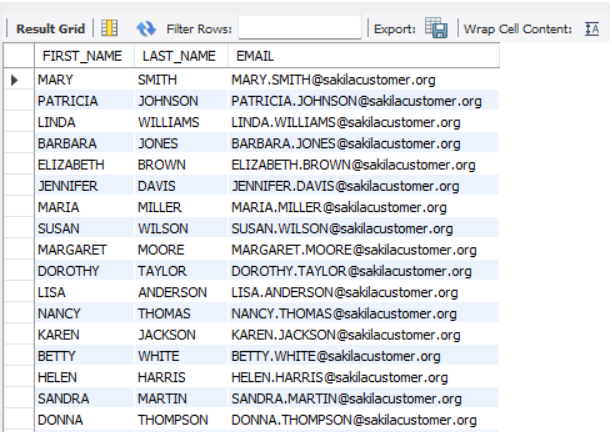 Result Grid Filter Rows: Export: Wrap Cell Content: IA
FIRST_NAME LAST_NAME EMAIL
MARY SMITH MARY.SMITH@sakilacustomer.org
PATRICIA JOHNSON PATRICIA.JOHNSON@sakilacustomer.org
LINDA WILLIAMS LINDA.WILLIAMS@sakilacustomer.org
BARBARA JONES BARBARA.JONES@sakilacustomer.org
ELIZABETH BROWN ELIZABETH.BROWN@sakilacustomer.org
JENNIFER DAVIS JENNIFER.DAVIS@sakilacustomer.org
MARIA MILLER MARIA.MILLER@sakilacustomer.org
SUSAN WILSON SUSAN.WILSON@sakilacustomer.org
MARGARET MOORE MARGARET.MOORE@sakilacustomer.org
DOROTHY TAYLOR DOROTHY.TAYLOR@sakilacustomer.org
LISA ANDERSON LISA.ANDERSON@sakilacustomer.org
NANCY THOMAS NANCY.THOMAS@sakilacustomer.org
KAREN JACKSON KAREN.JACKSON@sakilacustomer.org
BETTY WHITE BETTY.WHITE@sakilacustomer.org
HELEN HARRIS HELEN.HARRIS@sakilacustomer.org
SANDRA MARTIN SANDRA.MARTIN@sakilacustomer.org
DONNA THOMPSON DONNA.THOMPSON@sakilacustomer.org